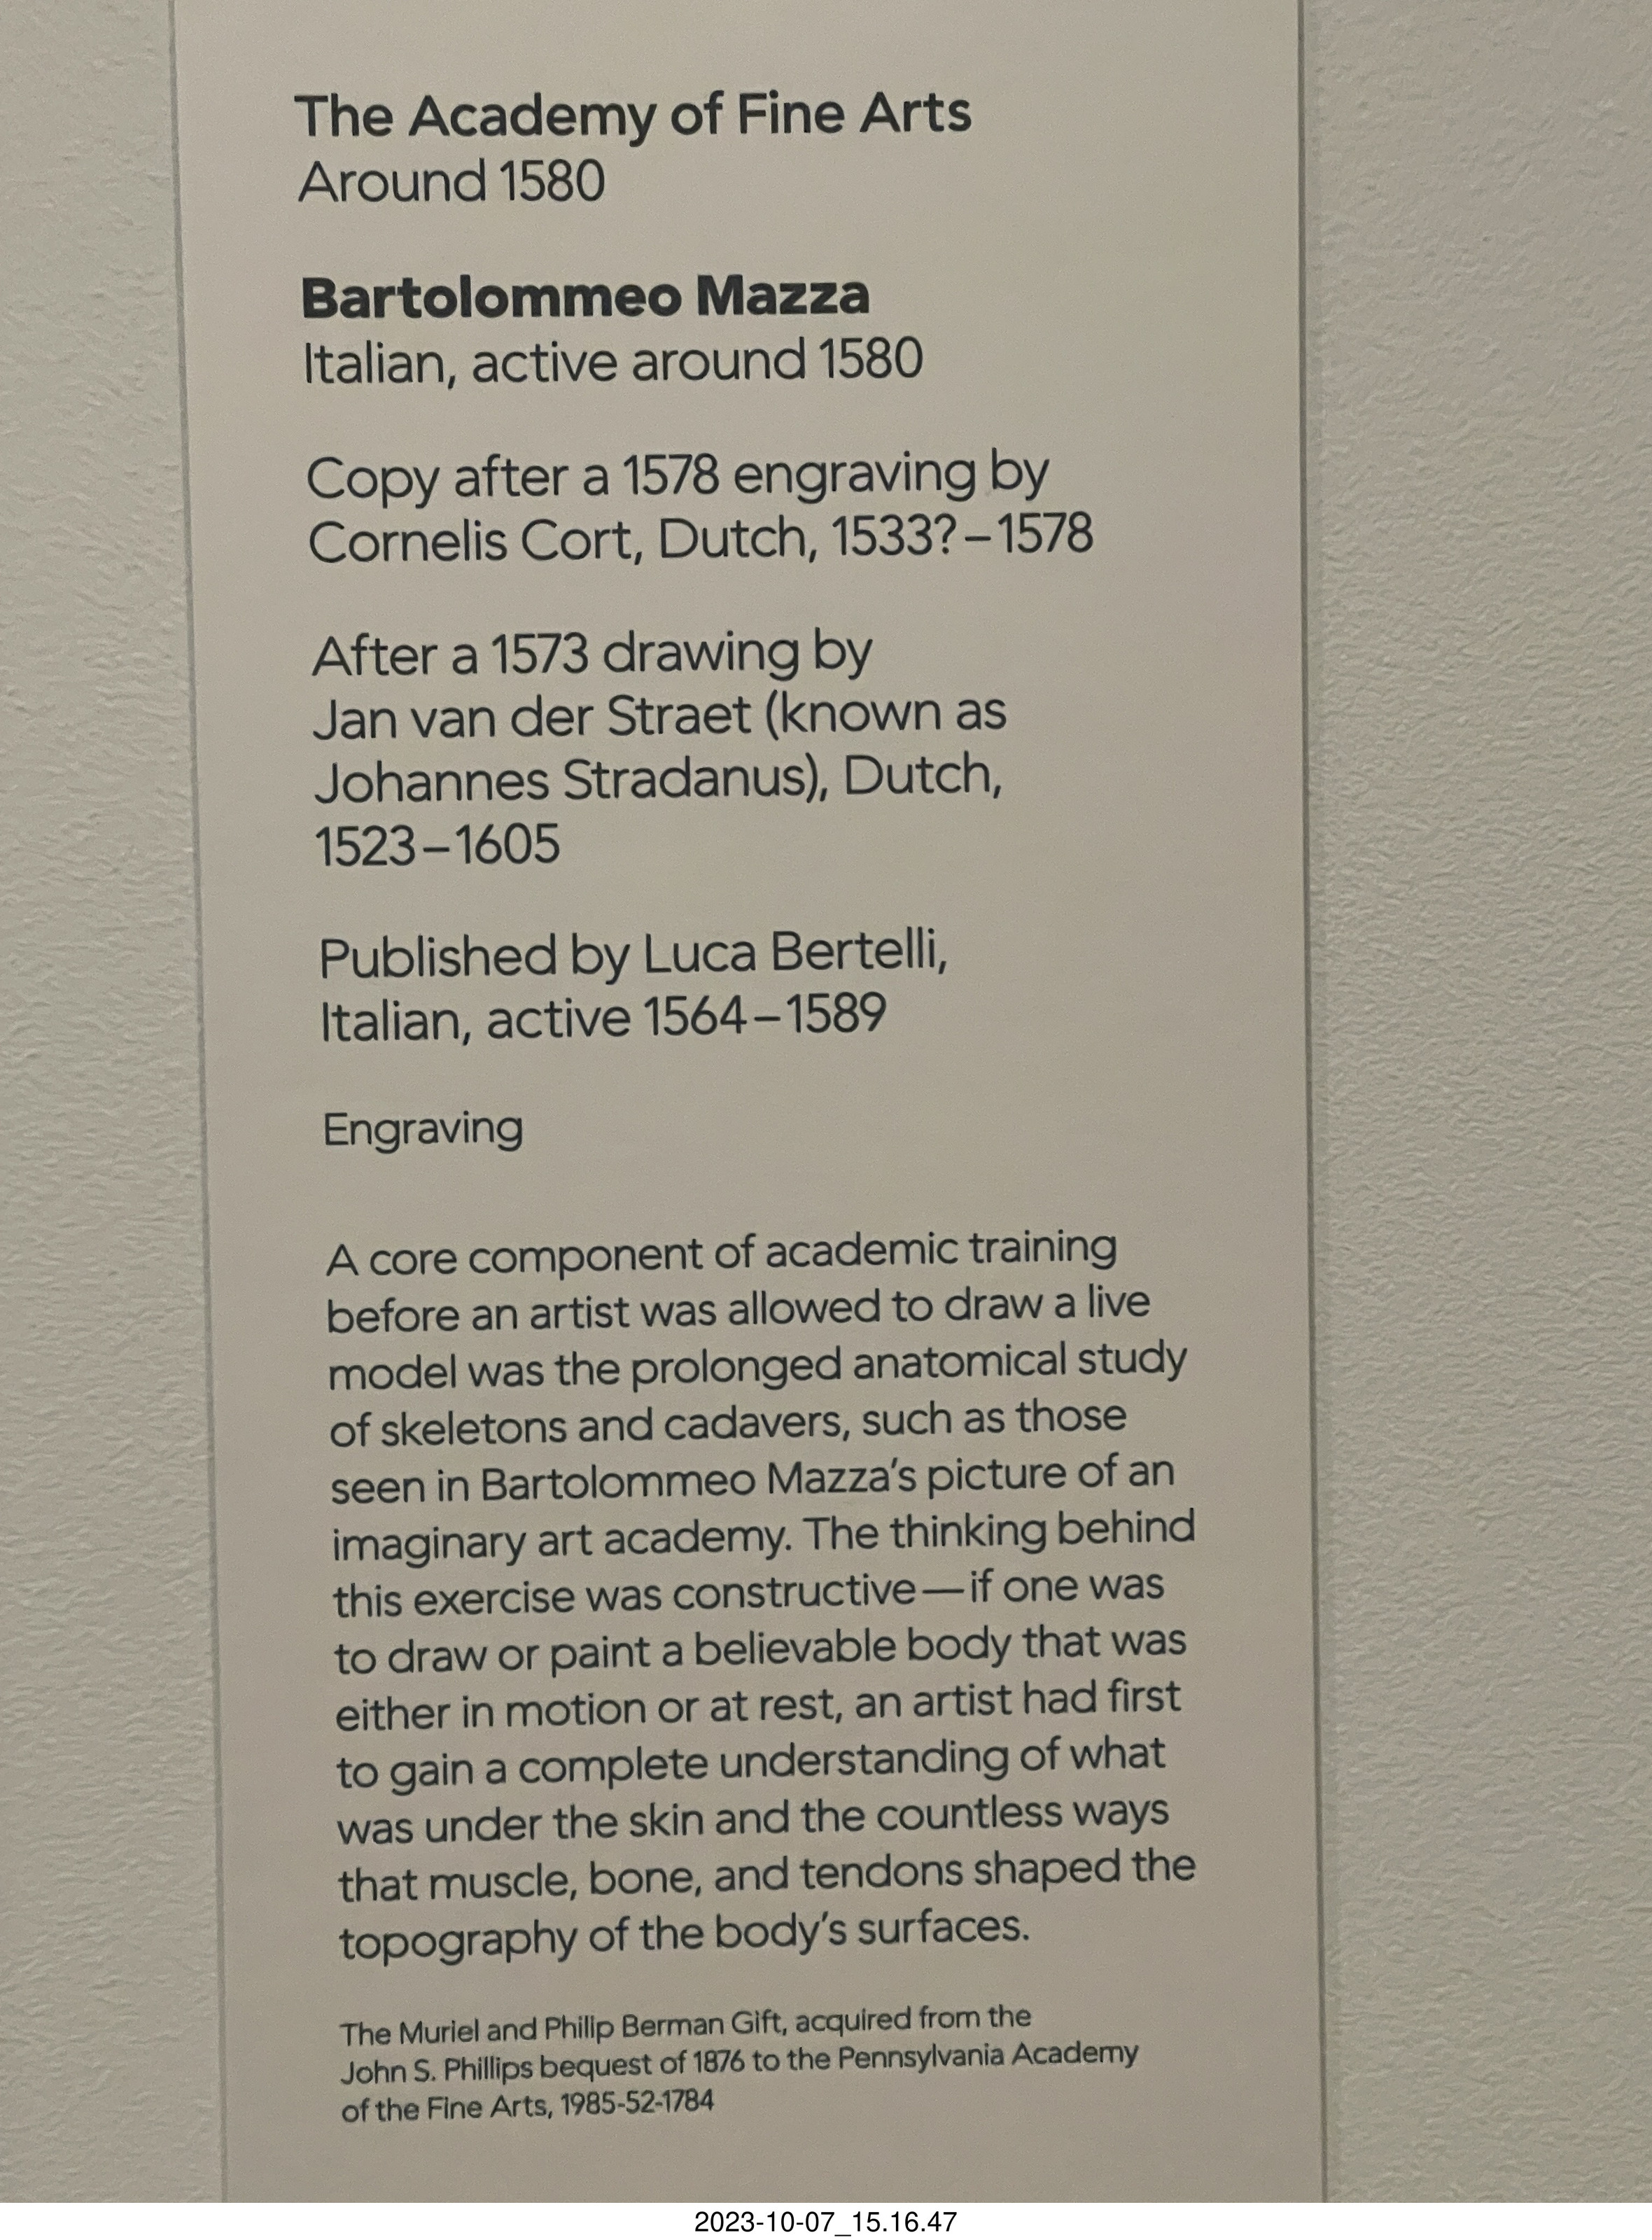 The Academy of Fine Arts
Around 1580
Bartolommeo Mazza
Italian, active around 1580
Copy after a 1578 engraving by
Cornelis Cort, Dutch, 1533?–1578
After a 1573 drawing by
Jan van der Straet (known as
Johannes Stradanus), Dutch,
1523–1605
Published by Luca Bertelli,
Italian, active 1564–1589
Engraving
A core component of academic training
before an artist was allowed to draw a live
model was the prolonged anatomical study
of skeletons and cadavers, such as those
seen in Bartolommeo Mazza’s picture of an
imaginary art academy. The thinking behind
this exercise was constructive—if one was
to draw or paint a believable body that was
either in motion or at rest, an artist had first
to gain a complete understanding of what
was under the skin and the countless ways
that muscle, bone, and tendons shaped the
topography of the body’s surfaces.
The Muriel and Philip Berman Gift, acquired from the
John S. Phillips bequest of 1876 to the Pennsylvania Academy
of the Fine Arts, 1985-52-1784
2023-10-07_15.16.47